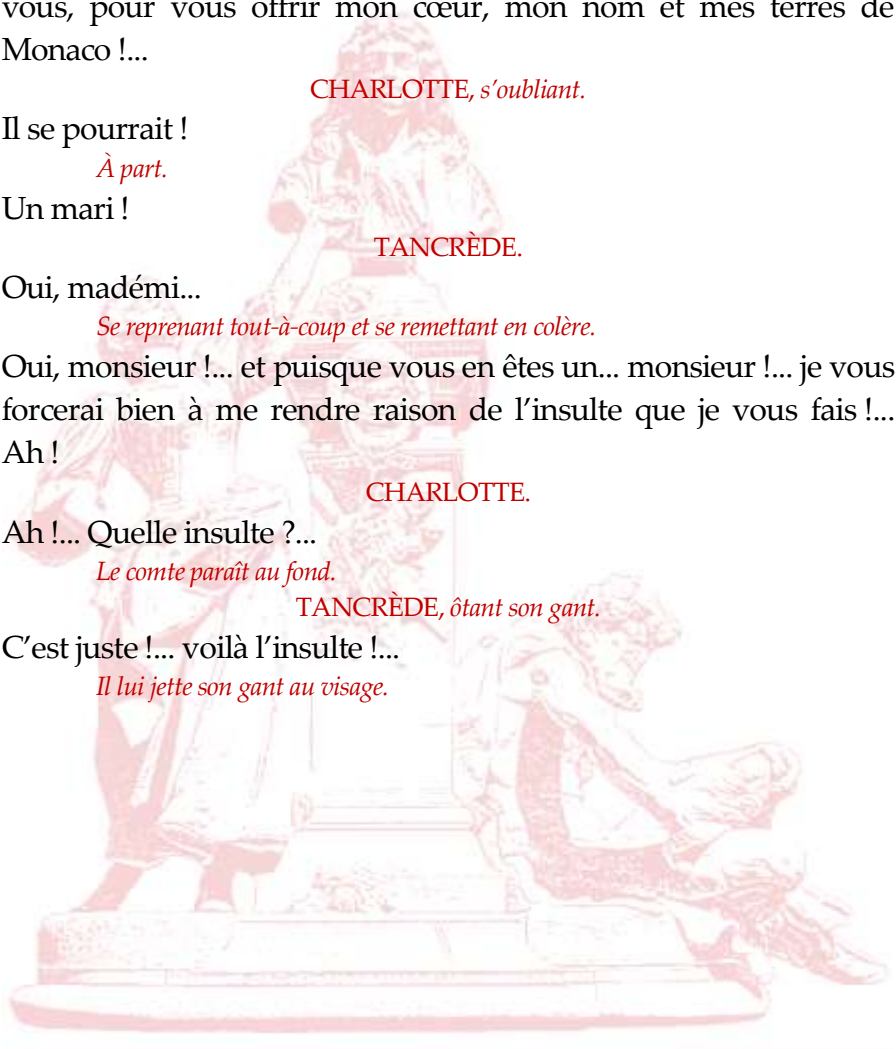 vous, pour vous offrir mon cœur, mon nom et mes terres de
Monaco !...
CHARLOTTE, s’oubliant.
Il se pourrait !
À part.
Un mari !
TANCRÈDE.
Oui, madémi...
Se reprenant tout-à-coup et se remettant en colère.
Oui, monsieur !... et puisque vous en êtes un... monsieur !... je vous
forcerai bien à me rendre raison de l’insulte que je vous fais !...
Ah !
CHARLOTTE.
Ah !... Quelle insulte ?...
Le comte paraît au fond.
TANCRÈDE, ôtant son gant.
C’est juste !... voilà l’insulte !...
Il lui jette son gant au visage.